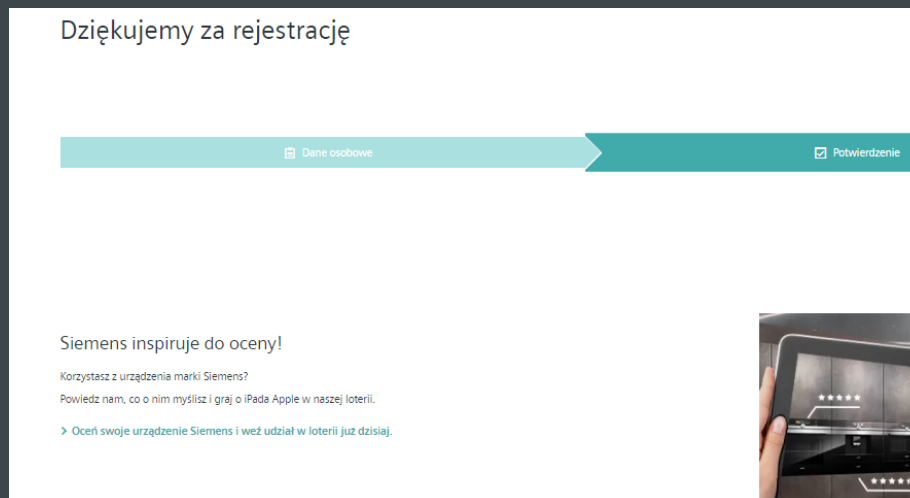 Dziękujemy za rejestrację
Dane osobowe
Potwierdzenie
Siemens inspiruje do oceny!
Korzystasz z urządzenia marki Siemens?
Powiedz nam, co o nim myślisz i graj o iPada Apple w naszej loterii.
Oceń swoje urządzenie Siemens i weź udział w loterii już dzisiaj.